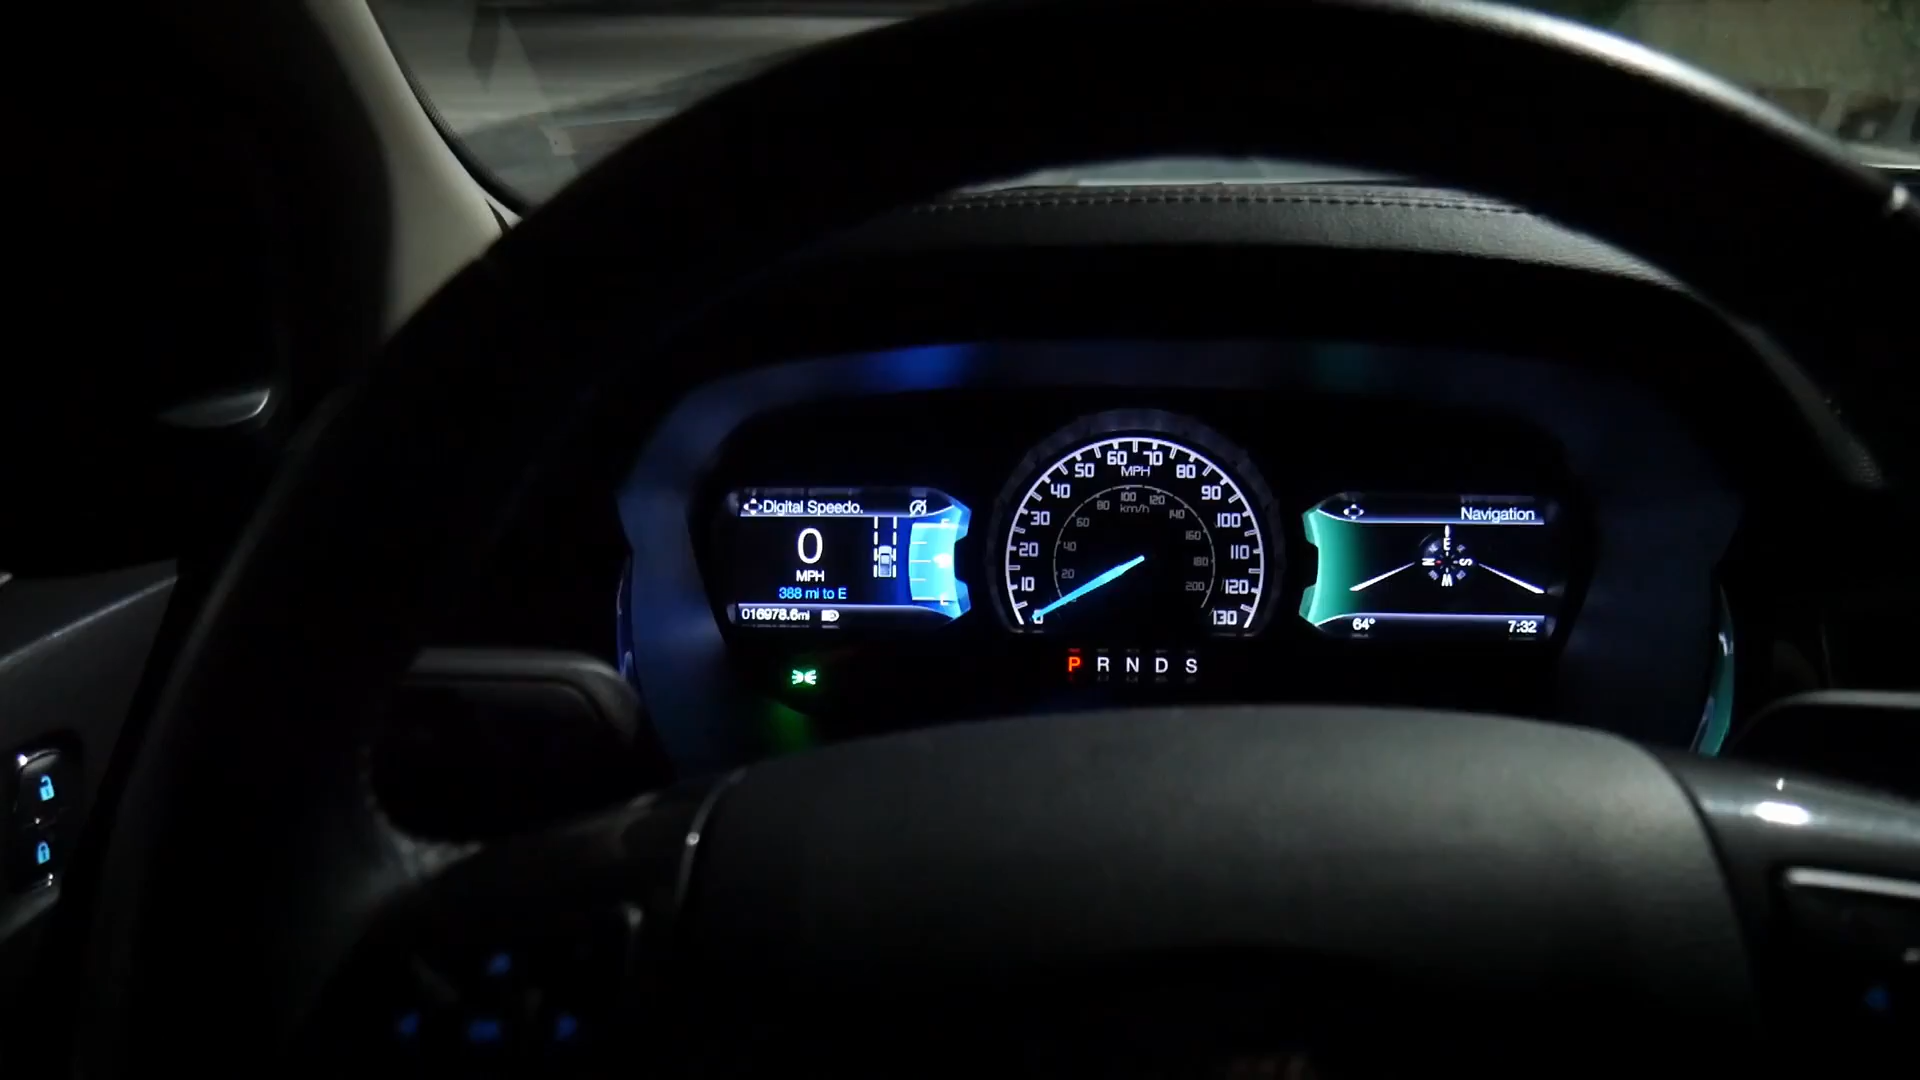 Digital Speedo.
0
MPH
388 mi to E
016978.6mi
F
E
0 10 20 30 40 50 60 70 80 90 100 110 120 130
MPH
20 40 60 80 100 120 140 160 180 200
km/h
P R N D S
Navigation
E
N S
W
64°
7:32